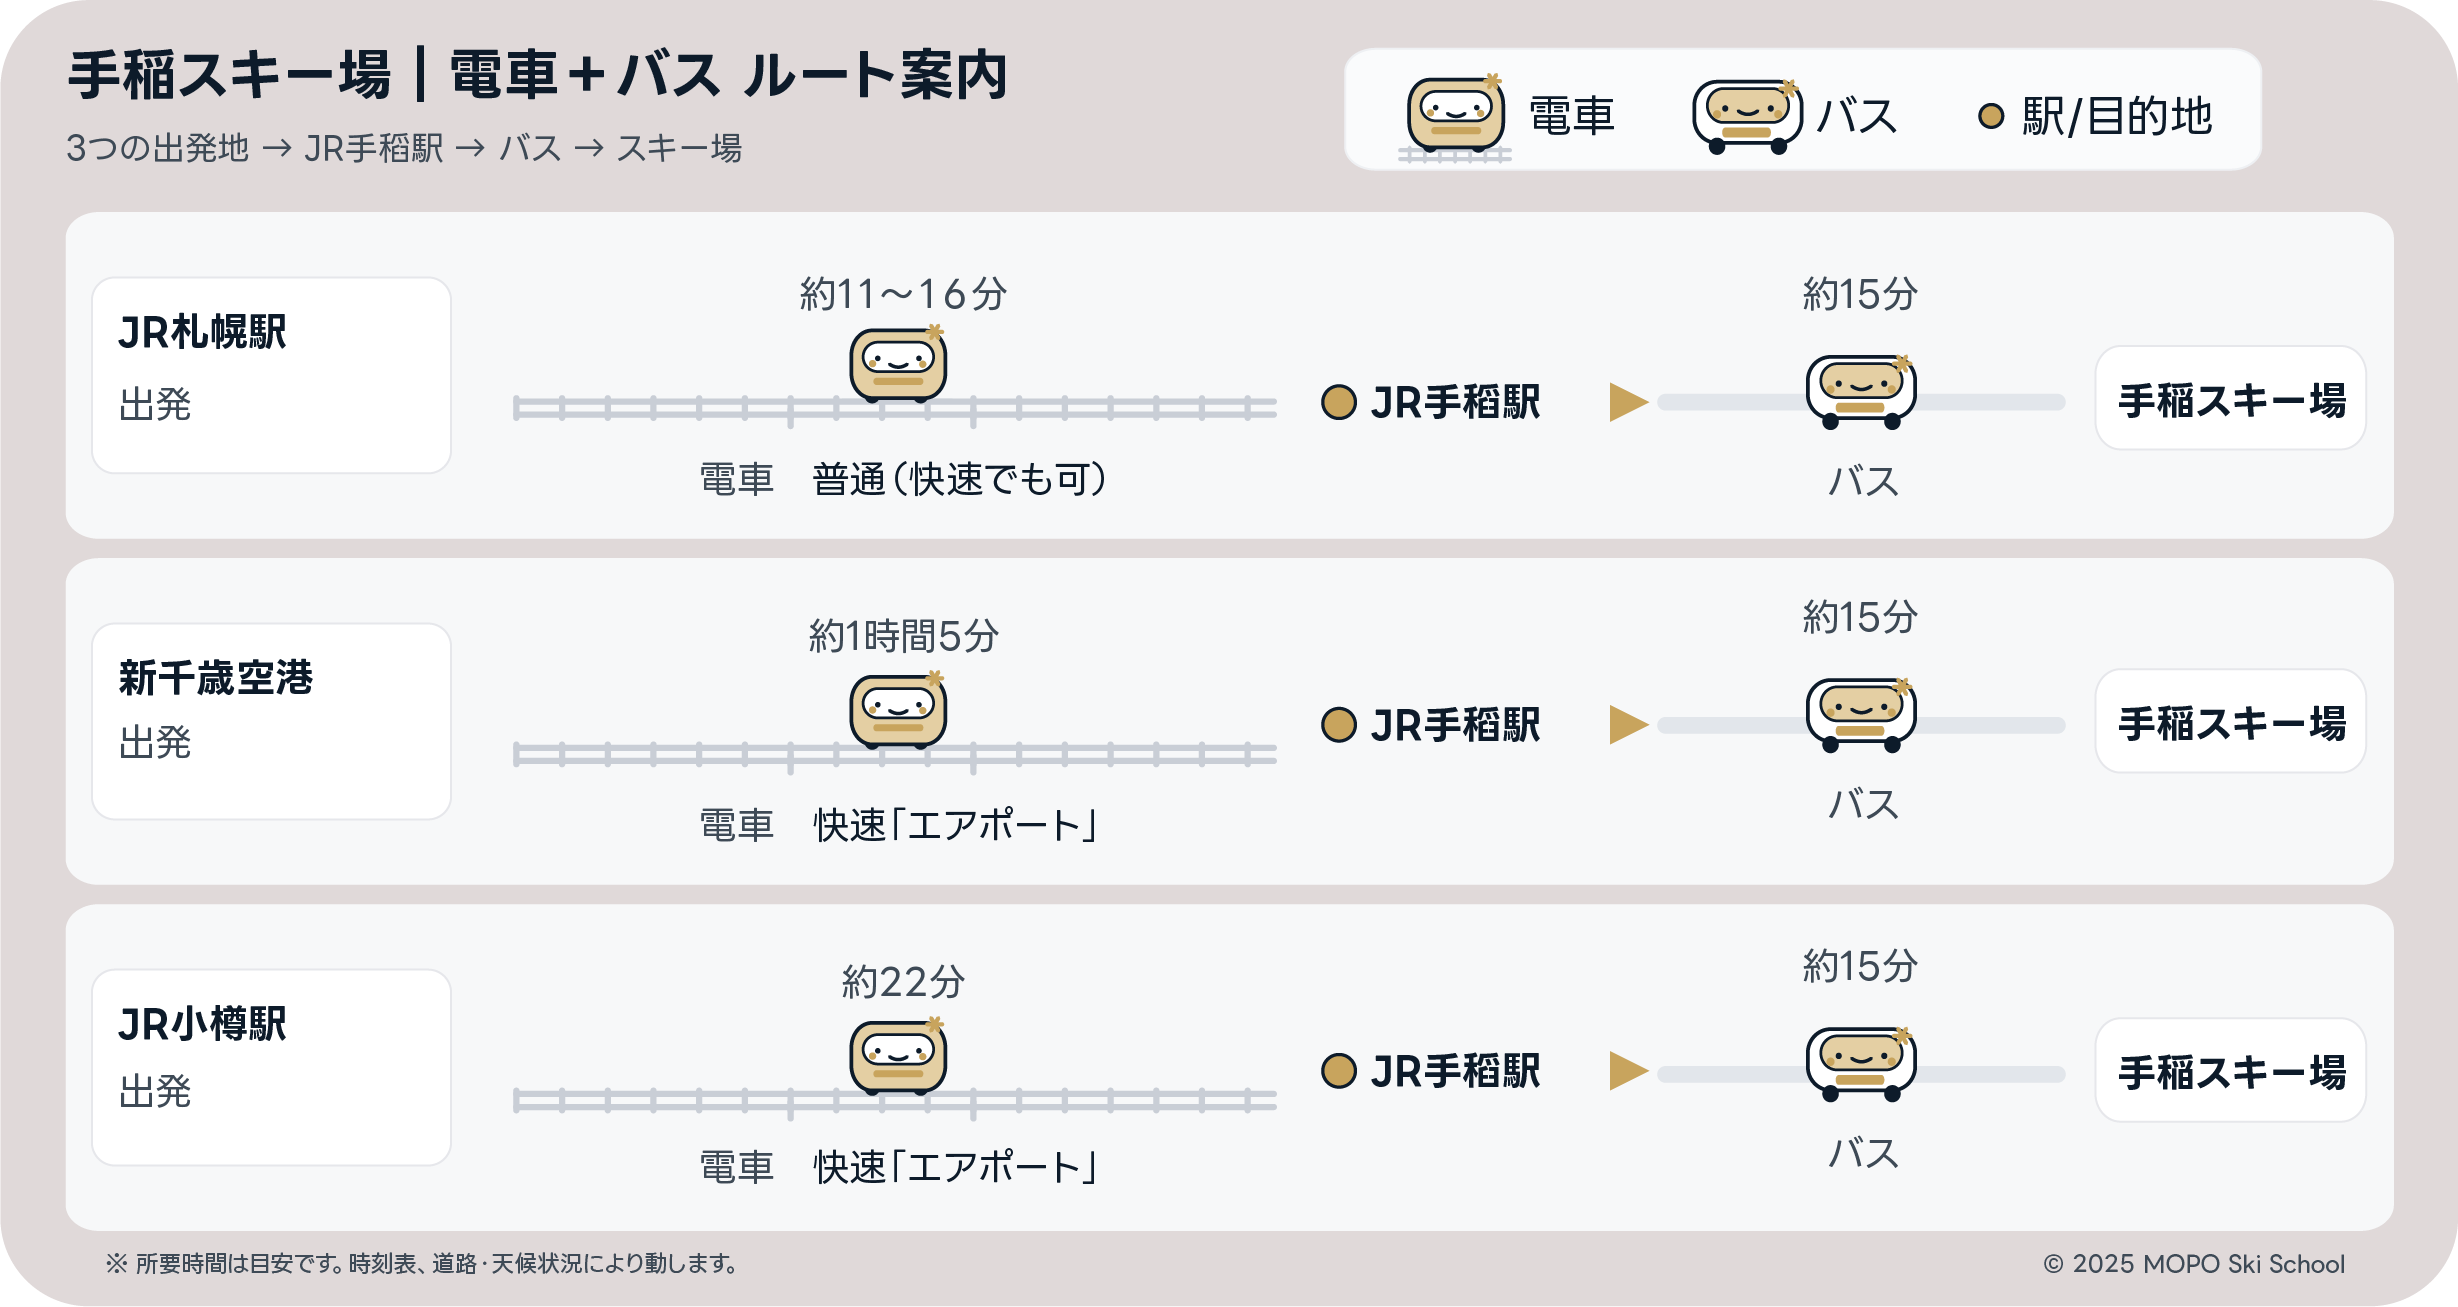 手稲スキー場｜電車＋バス ルート案内
3つの出発地 → JR手稲駅 → バス → スキー場
電車 バス 駅/目的地
約11～16分 約15分
JR札幌駅
出発
JR手稲駅 手稲スキー場
電車 普通（快速でも可） バス
約1時間5分 約15分
新千歳空港
出発
JR手稲駅 手稲スキー場
電車 快速「エアポート」 バス
約22分 約15分
JR小樽駅
出発
JR手稲駅 手稲スキー場
電車 快速「エアポート」 バス
※ 所要時間は目安です。時刻表、道路·天候状況により動します。
© 2025 MOPO Ski School